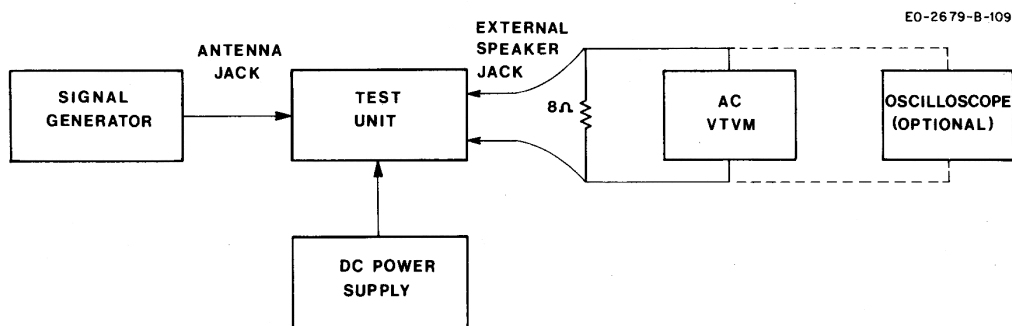 EO-2679-B-109
ANTENNA
JACK
EXTERNAL
SPEAKER
JACK
SIGNAL
GENERATOR
TEST
UNIT
8Ω
AC
VTVM
OSCILLOSCOPE
(OPTIONAL)
DC POWER
SUPPLY